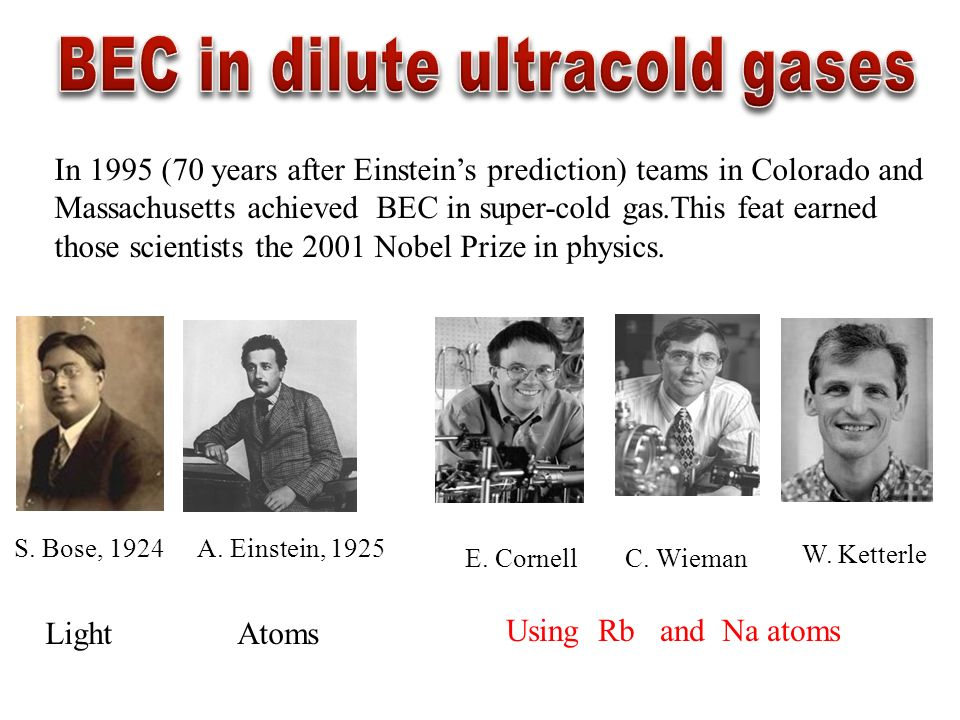 BEC in dilute ultracold gases
In 1995 (70 years after Einstein’s prediction) teams in Colorado and
Massachusetts achieved  BEC in super-cold gas.This feat earned
those scientists the 2001 Nobel Prize in physics.
S. Bose, 1924
A. Einstein, 1925
E. Cornell
C. Wieman
W. Ketterle
Light
Atoms
Using  Rb   and  Na atoms